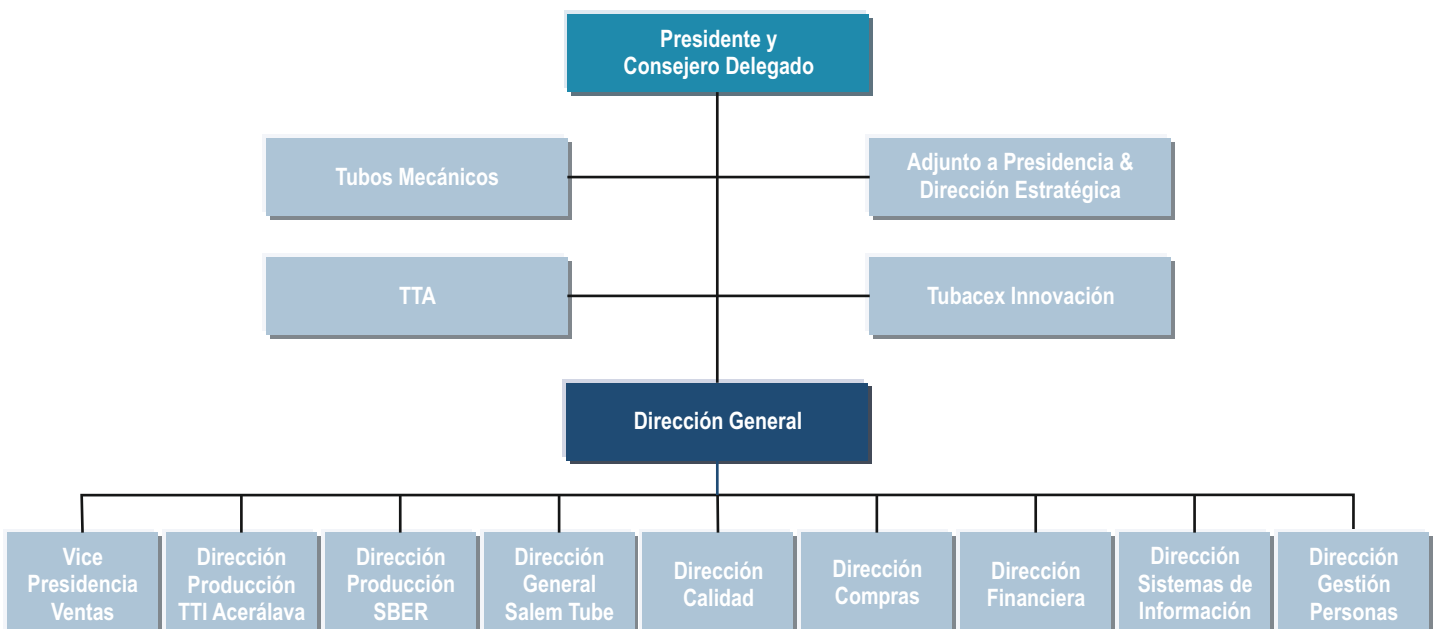 Presidente y
Consejero Delegado
Tubos Mecánicos
Adjunto a Presidencia &
Dirección Estratégica
TTA
Tubacex Innovación
Dirección General
Vice
Presidencia
Ventas
Dirección
Producción
TTI Acerálava
Dirección
Producción
SBER
Dirección
General
Salem Tube
Dirección
Calidad
Dirección
Compras
Dirección
Financiera
Dirección
Sistemas de
Información
Dirección
Gestión
Personas